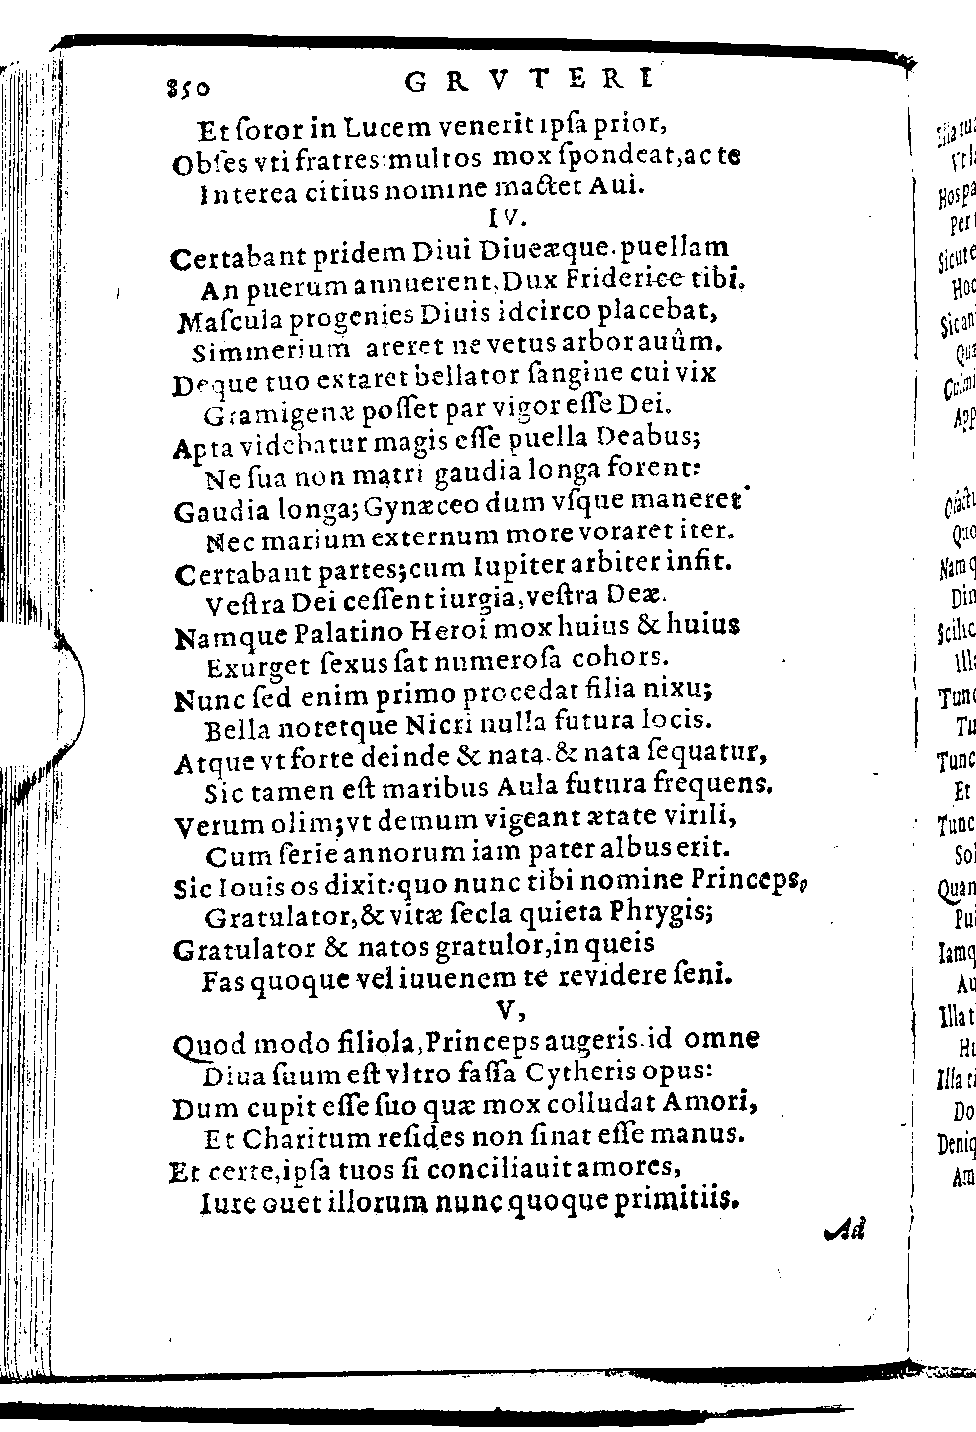 850 GRVTERI
Et ſoror in Lucem venerit ipſa prior,
Obſes vti fratres multos mox ſpondeat, ac te
Interea citius nomine mactet Aui.
IV.
Certabant pridem Diui Diueæque. puellam
An puerum annuerent, Dux Friderice tibi.
Maſcula progenies Diuis idcirco placebat,
Simmerium areret ne vetus arbor auûm.
Deque tuo extaret bellator ſangine cui vix
Gramigenæ poſſet par vigor eſſe Dei.
Apta videbatur magis eſſe puella Deabus;
Ne ſua non matri gaudia longa forent:
Gaudia longa; Gynæceo dum vſque maneret
Nec marium externum more voraret iter.
Certabant partes; cum Iupiter arbiter infit.
Veſtra Dei ceſſent iurgia, veſtra Deæ.
Namque Palatino Heroi mox huius & huius
Exurget ſexus ſat numeroſa cohors.
Nunc ſed enim primo procedat filia nixu;
Bella notetque Nicri nulla futura locis.
Atque vt forte deinde & nata. & nata ſequatur,
Sic tamen eſt maribus Aula futura frequens.
Verum olim; vt demum vigeant ætate virili,
Cum ſerie annorum iam pater albus erit.
Sic Iouis os dixit: quo nunc tibi nomine Princeps,
Gratulator, & vitæ ſecla quieta Phrygis;
Gratulator & natos gratulor, in queis
Fas quoque vel iuuenem te revidere ſeni.
V,
Quod modo filiola, Princeps augeris. id omne
Diua ſuum eſt vltro faſſa Cytheris opus:
Dum cupit eſſe ſuo quæ mox colludat Amori,
Et Charitum reſides non ſinat eſſe manus.
Et certe, ipſa tuos ſi conciliauit amores,
Iure ouet illorum nunc quoque primitiis.
Ad